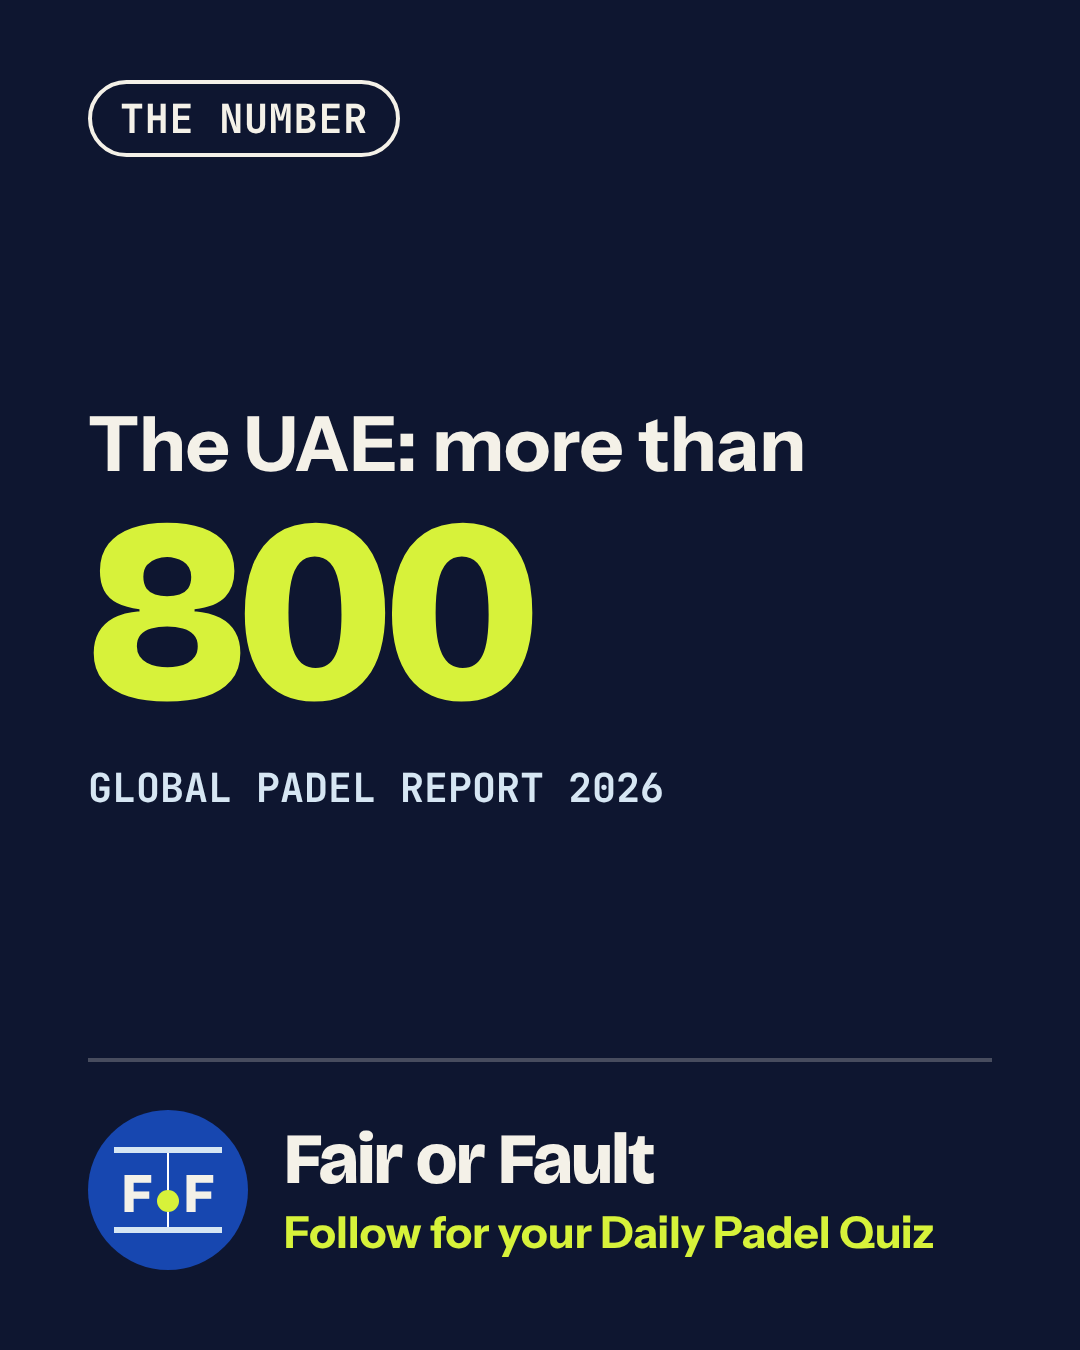 THE NUMBER
The UAE: more than
800
GLOBAL PADEL REPORT 2026
F F
Fair or Fault
Follow for your Daily Padel Quiz